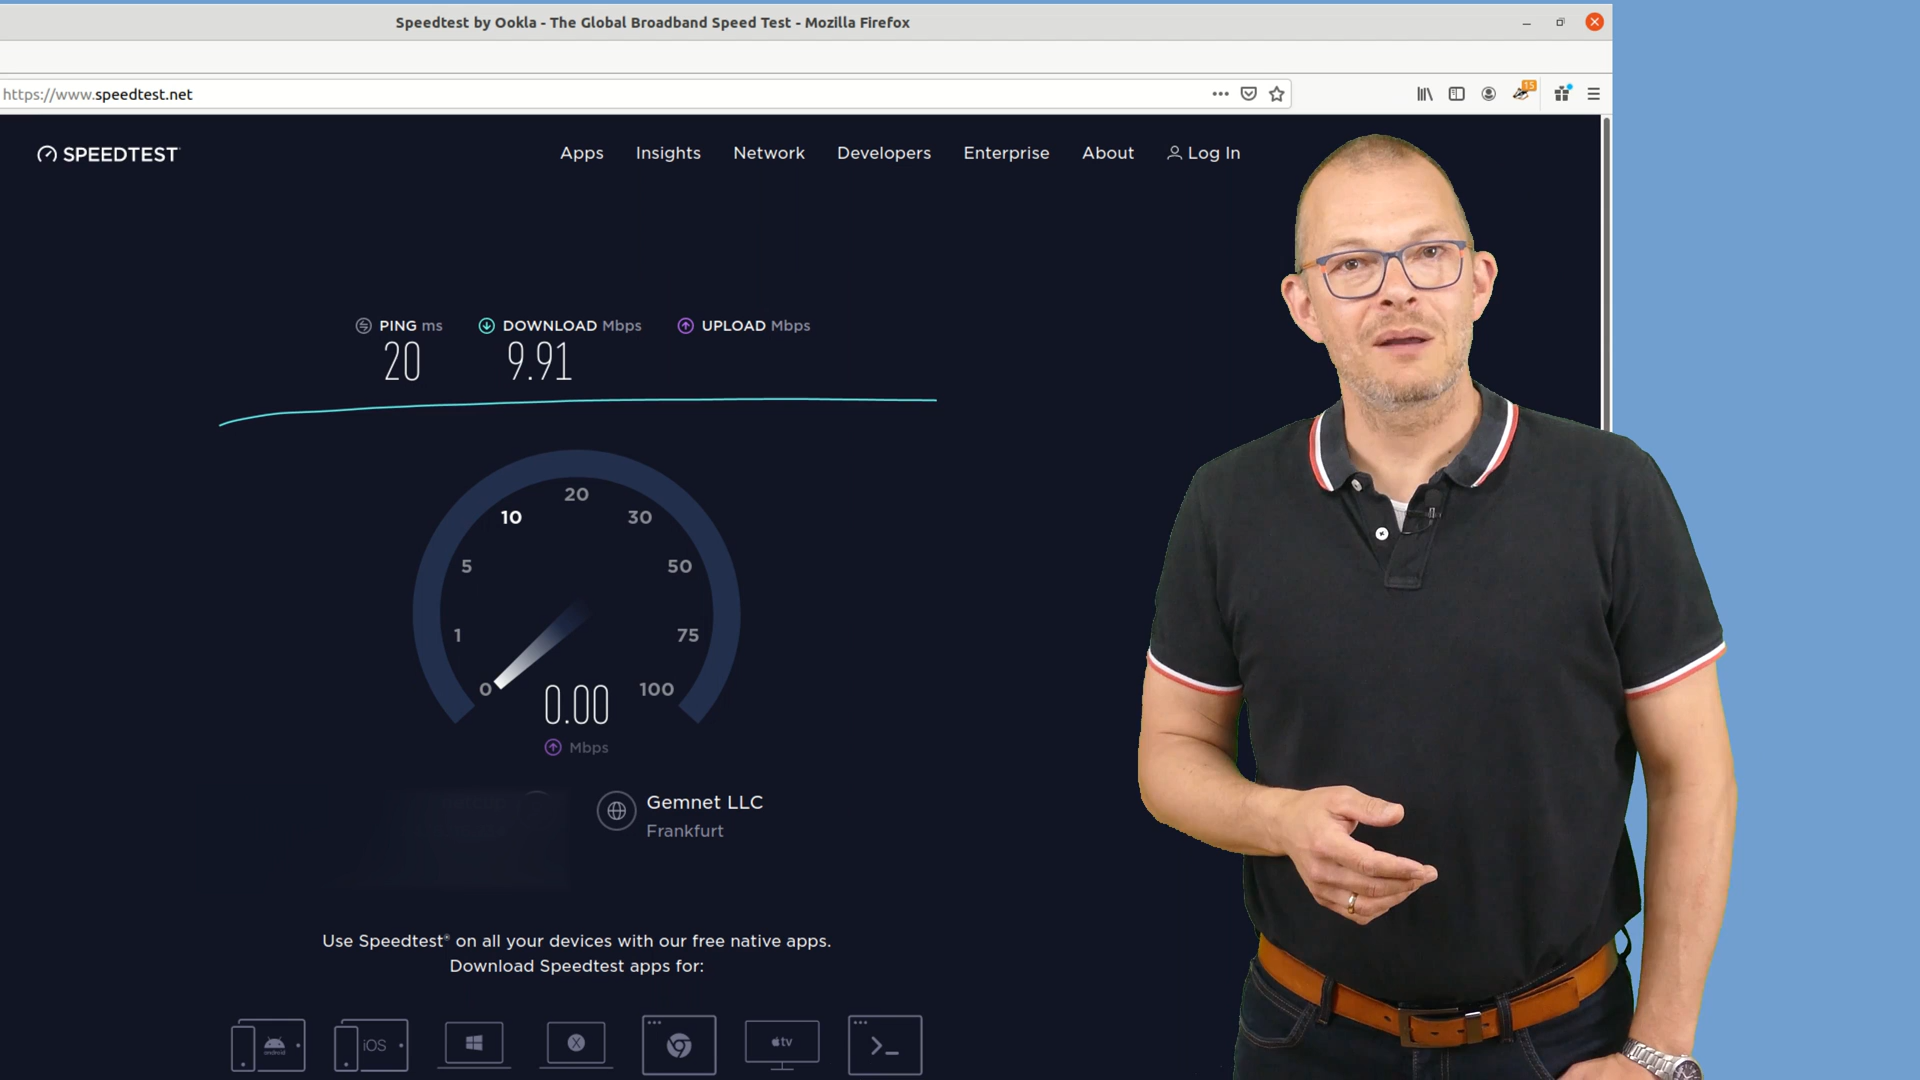 Speedtest by Ookla - The Global Broadband Speed Test - Mozilla Firefox
https://www.speedtest.net
15
SPEEDTEST
Apps Insights Network Developers Enterprise About Log In
PING ms DOWNLOAD Mbps UPLOAD Mbps
20 9.91
20
10 30
5 50
1 75
0 100
0.00
Mbps
Gemnet LLC
Frankfurt
Use Speedtest® on all your devices with our free native apps.
Download Speedtest apps for:
android iOS X tv